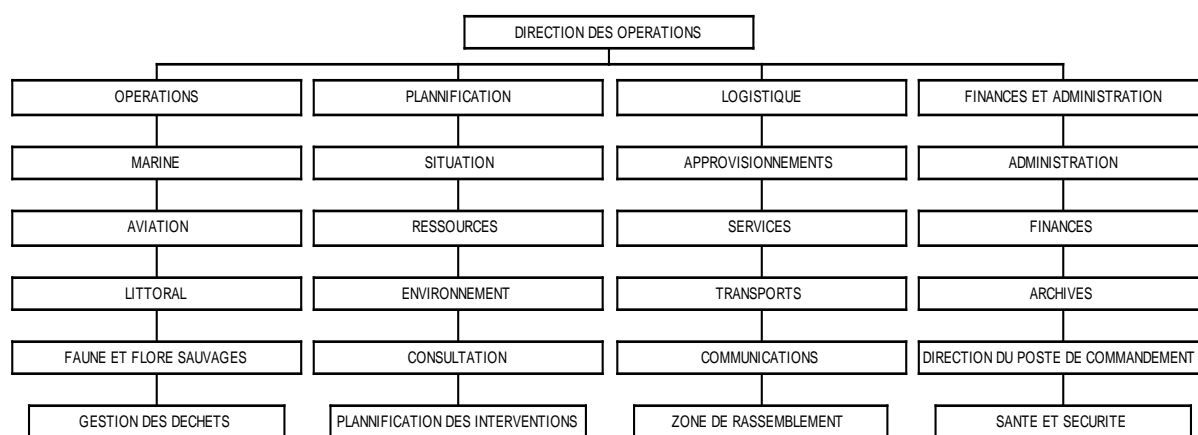 DIRECTION DES OPERATIONS
OPERATIONS
PLANNIFICATION
LOGISTIQUE
FINANCES ET ADMINISTRATION
MARINE
SITUATION
APPROVISIONNEMENTS
ADMINISTRATION
AVIATION
RESSOURCES
SERVICES
FINANCES
LITTORAL
ENVIRONNEMENT
TRANSPORTS
ARCHIVES
FAUNE ET FLORE SAUVAGES
CONSULTATION
COMMUNICATIONS
DIRECTION DU POSTE DE COMMANDEMENT
GESTION DES DECHETS
PLANNIFICATION DES INTERVENTIONS
ZONE DE RASSEMBLEMENT
SANTE ET SECURITE